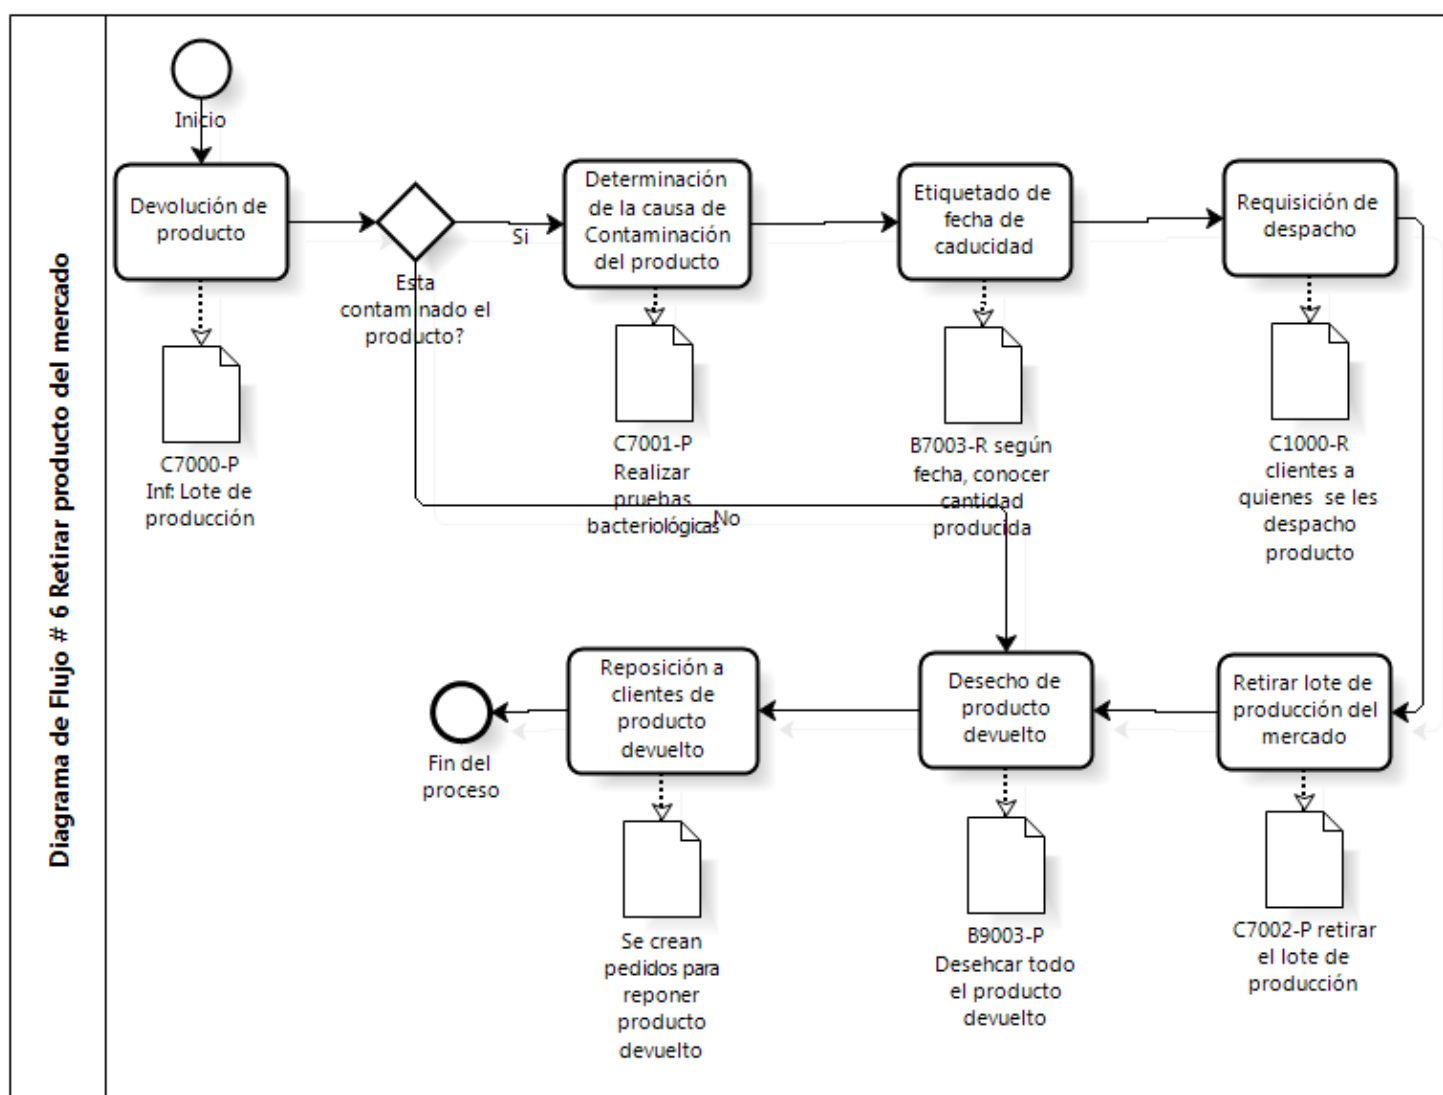 Diagrama de Flujo # 6 Retirar producto del mercado
Inicio
Devolución de
producto
C7000-P
Inf: Lote de
producción
Esta
contaminado el
producto?
Si
No
Determinación
de la causa de
Contaminación
del producto
C7001-P
Realizar
pruebas
bacteriológicas
Etiquetado de
fecha de
caducidad
B7003-R según
fecha, conocer
cantidad
producida
Requisición de
despacho
C1000-R
clientes a
quienes se les
despacho
producto
Retirar lote de
producción del
mercado
C7002-P retirar
el lote de
producción
Desecho de
producto
devuelto
B9003-P
Desehcar todo
el producto
devuelto
Reposición a
clientes de
producto
devuelto
Se crean
pedidos para
reponer
producto
devuelto
Fin del
proceso